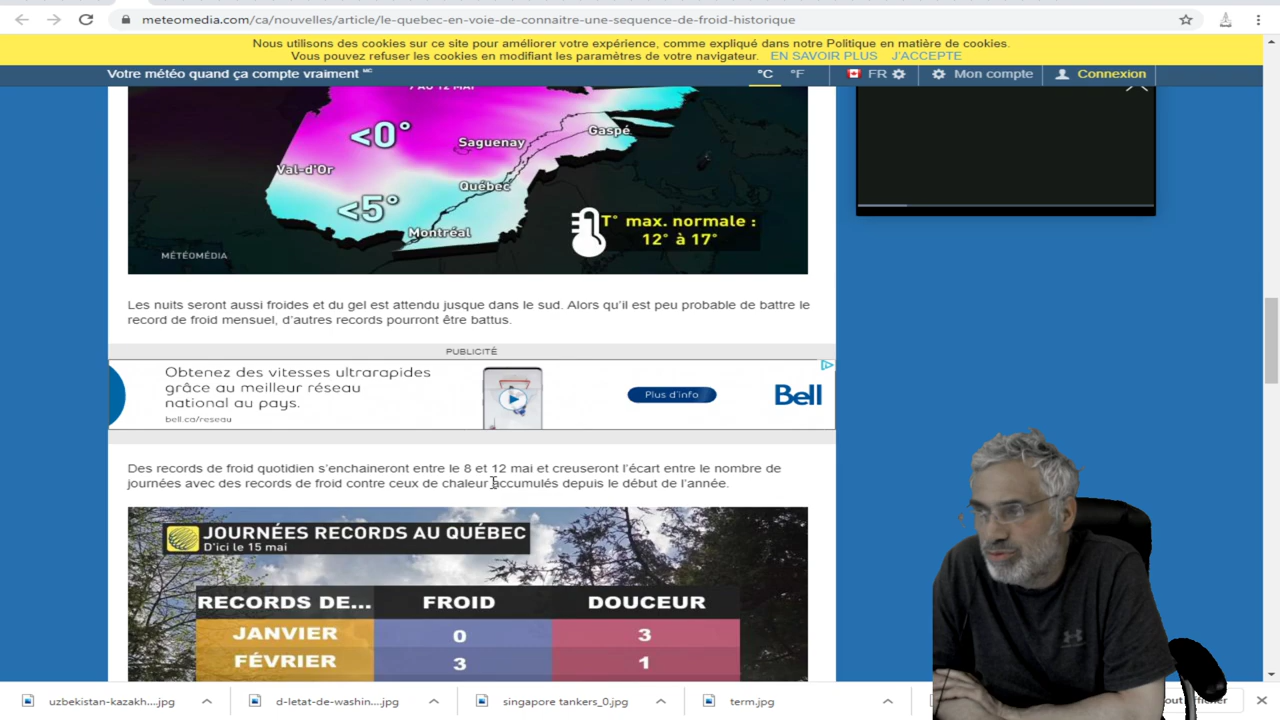 meteomedia.com/ca/nouvelles/article/le-quebec-en-voie-de-connaitre-une-sequence-de-froid-historique
Nous utilisons des cookies sur ce site pour améliorer votre expérience, comme expliqué dans notre Politique en matière de cookies.
Vous pouvez refuser les cookies en modifiant les paramètres de votre navigateur. EN SAVOIR PLUS J'ACCEPTE
Votre météo quand ça compte vraiment MC
°C °F FR Mon compte Connexion
7 AU 12 MAI
<0°
Saguenay
Gaspé
Val-d'Or
Québec
<5°
Montréal
T° max. normale :
12° à 17°
MÉTÉOMÉDIA
Les nuits seront aussi froides et du gel est attendu jusque dans le sud. Alors qu'il est peu probable de battre le
record de froid mensuel, d'autres records pourront être battus.
PUBLICITÉ
Obtenez des vitesses ultrarapides
grâce au meilleur réseau
national au pays.
bell.ca/reseau
Plus d'info
Bell
Des records de froid quotidien s'enchaineront entre le 8 et 12 mai et creuseront l'écart entre le nombre de
journées avec des records de froid contre ceux de chaleur accumulés depuis le début de l'année.
JOURNÉES RECORDS AU QUÉBEC
D'ici le 15 mai
RECORDS DE... FROID DOUCEUR
JANVIER 0 3
FÉVRIER 3 1
uzbekistan-kazakh....jpg d-letat-de-washin....jpg singapore tankers_0.jpg term.jpg